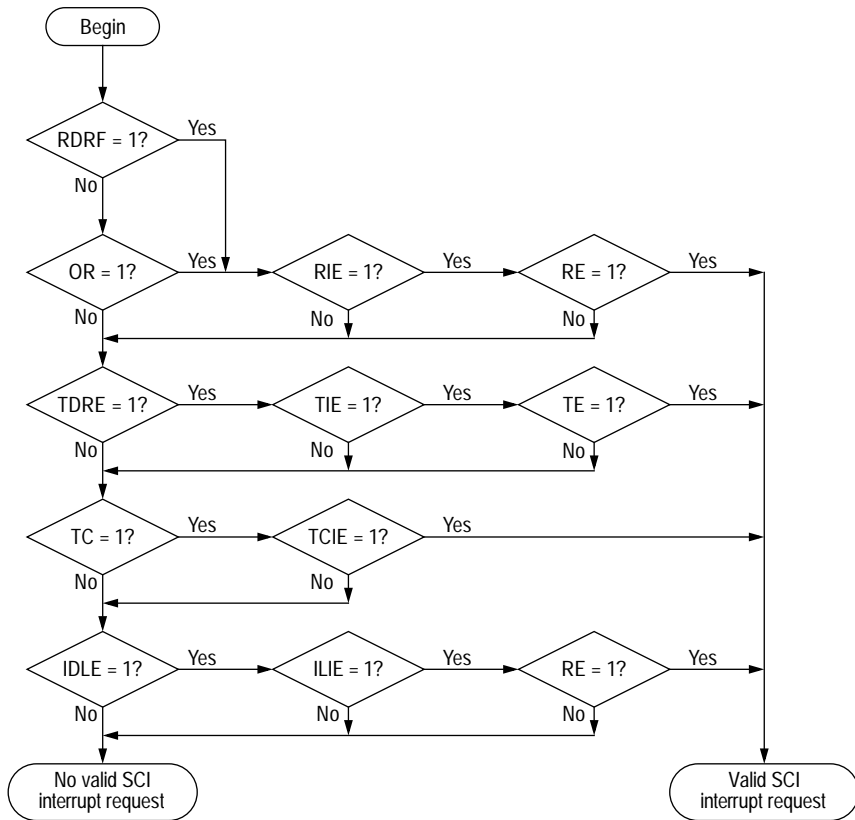 Begin
RDRF = 1?
Yes
No
OR = 1?
Yes
RIE = 1?
Yes
RE = 1?
Yes
No
No
No
TDRE = 1?
Yes
TIE = 1?
Yes
TE = 1?
Yes
No
No
No
TC = 1?
Yes
TCIE = 1?
Yes
No
No
IDLE = 1?
Yes
ILIE = 1?
Yes
RE = 1?
Yes
No
No
No
No valid SCI
interrupt request
Valid SCI
interrupt request